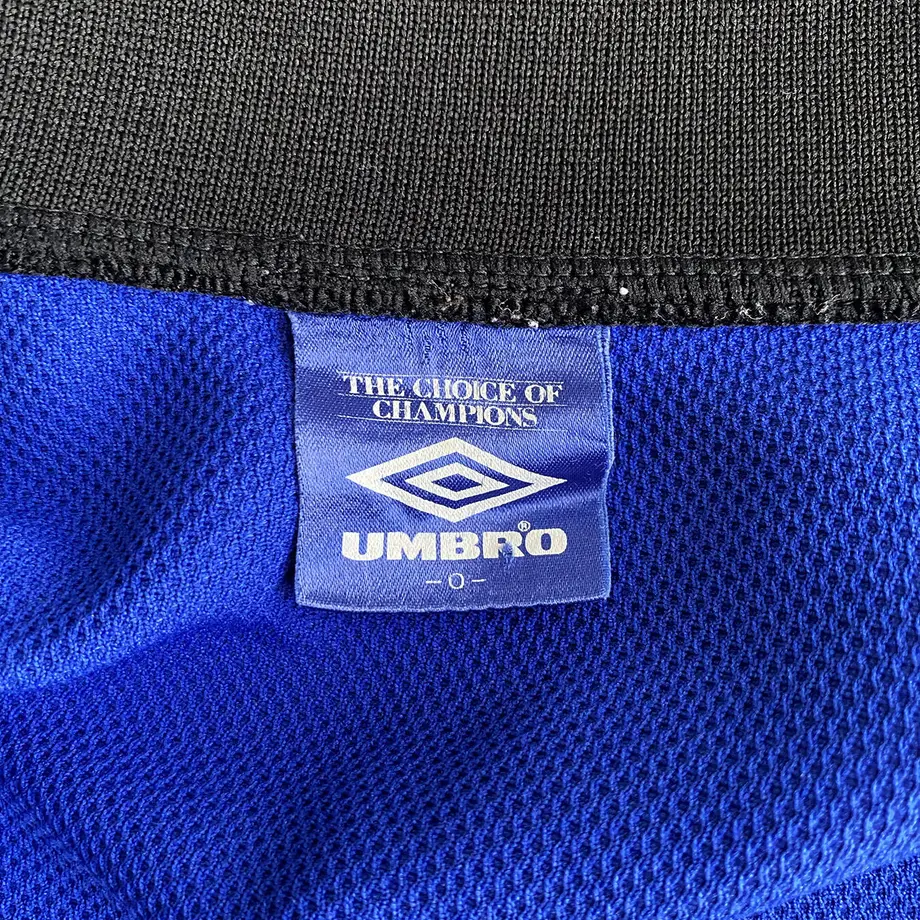 THE CHOICE OF
CHAMPIONS
UMBRO®
-O-